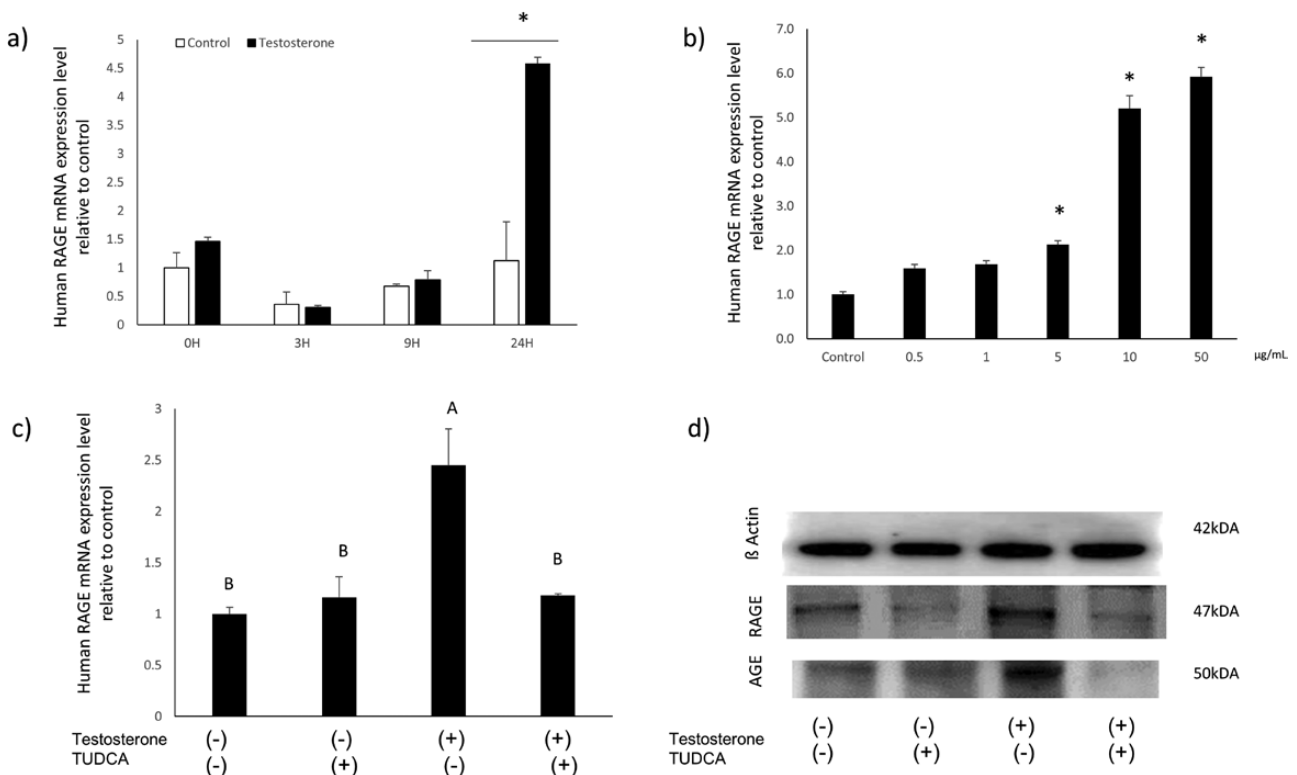 a)
Human RAGE mRNA expression level
relative to control
Control Testosterone
*
5
4.5
4
3.5
3
2.5
2
1.5
1
0.5
0
0H 3H 9H 24H
b)
Human RAGE mRNA expression level
relative to control
7.0
6.0
5.0
4.0
3.0
2.0
1.0
0.0
* * *
Control 0.5 1 5 10 50 µg/mL
c)
Human RAGE mRNA expression level
relative to control
3
2.5
2
1.5
1
0.5
0
B B A B
Testosterone (-) (-) (+) (+)
TUDCA (-) (+) (-) (+)
d)
ß Actin 42kDA
RAGE 47kDA
AGE 50kDA
Testosterone (-) (-) (+) (+)
TUDCA (-) (+) (-) (+)